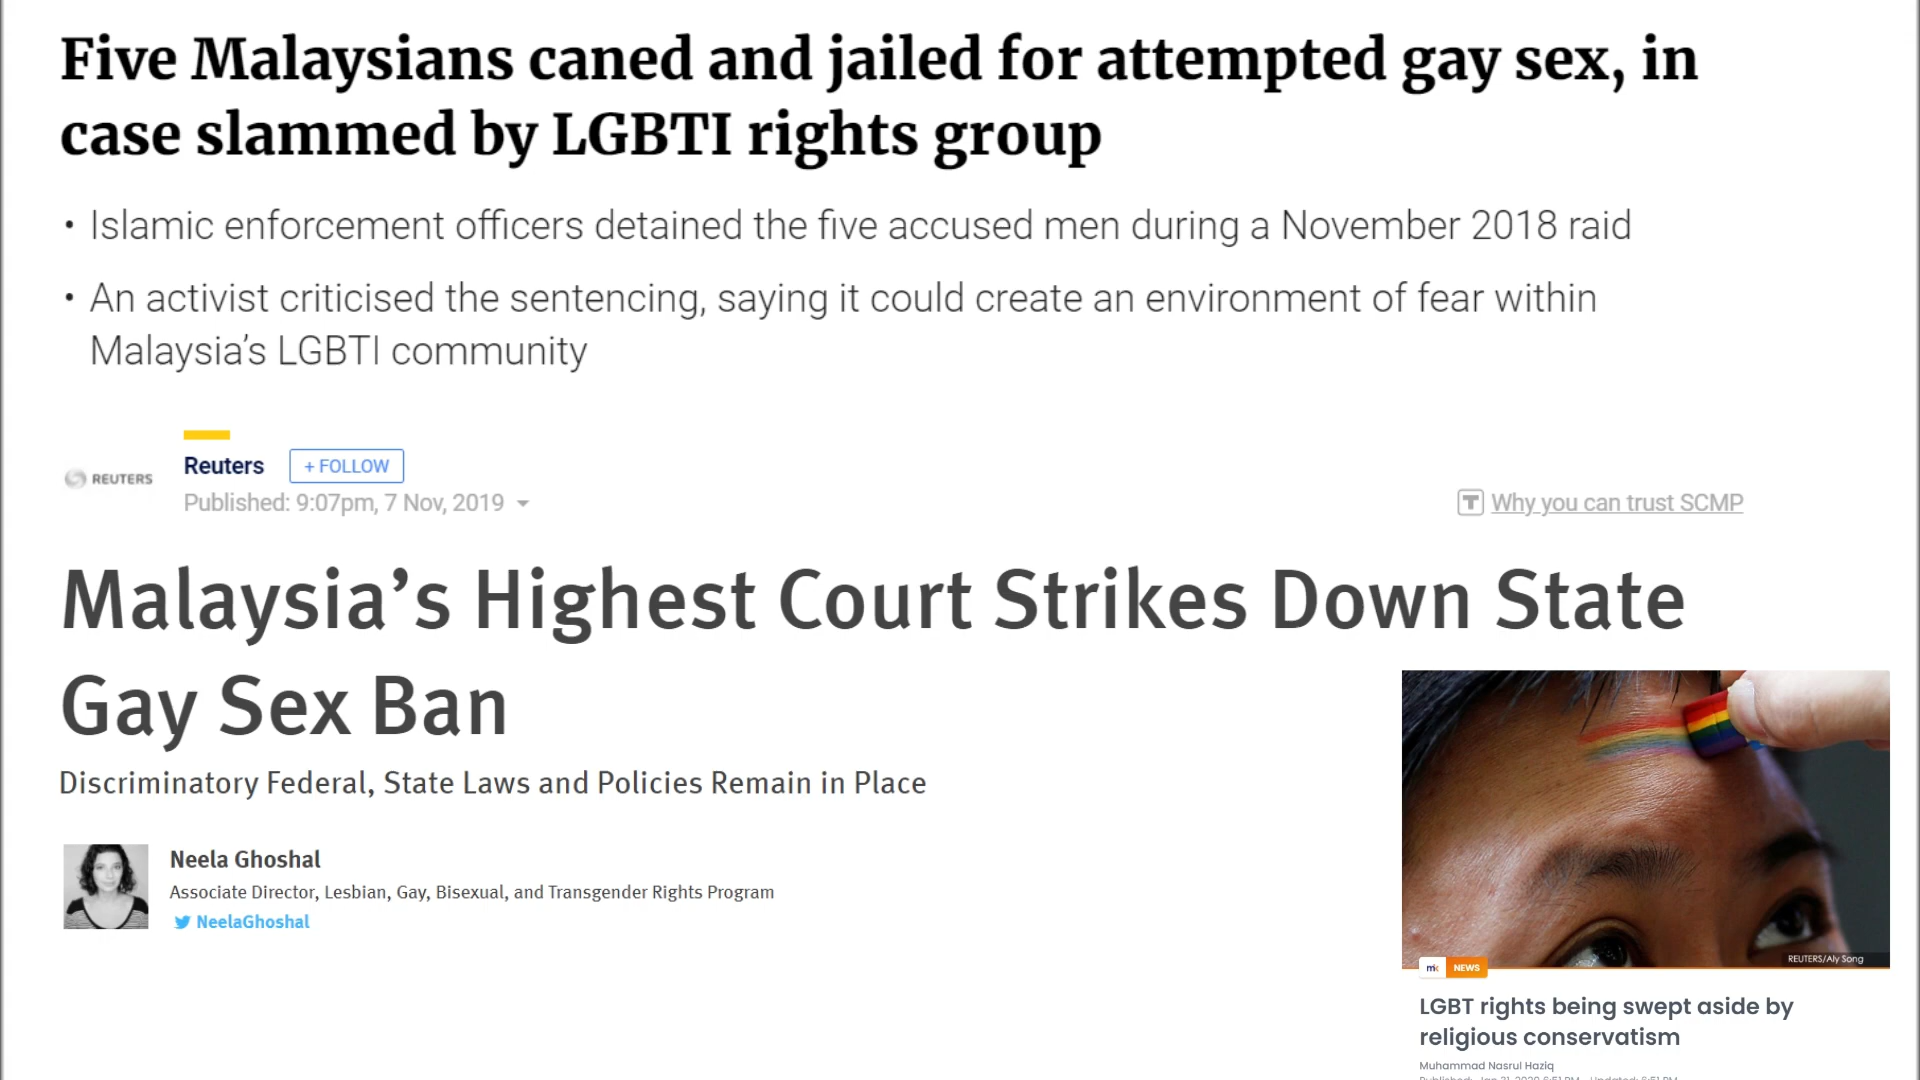 Five Malaysians caned and jailed for attempted gay sex, in
case slammed by LGBTI rights group
• Islamic enforcement officers detained the five accused men during a November 2018 raid
• An activist criticised the sentencing, saying it could create an environment of fear within
Malaysia’s LGBTI community
REUTERS
Reuters
+ FOLLOW
Published: 9:07pm, 7 Nov, 2019
T Why you can trust SCMP
Malaysia’s Highest Court Strikes Down State
Gay Sex Ban
Discriminatory Federal, State Laws and Policies Remain in Place
Neela Ghoshal
Associate Director, Lesbian, Gay, Bisexual, and Transgender Rights Program
NeelaGhoshal
REUTERS/Aly Song
mk NEWS
LGBT rights being swept aside by
religious conservatism
Muhammad Nasrul Haziq